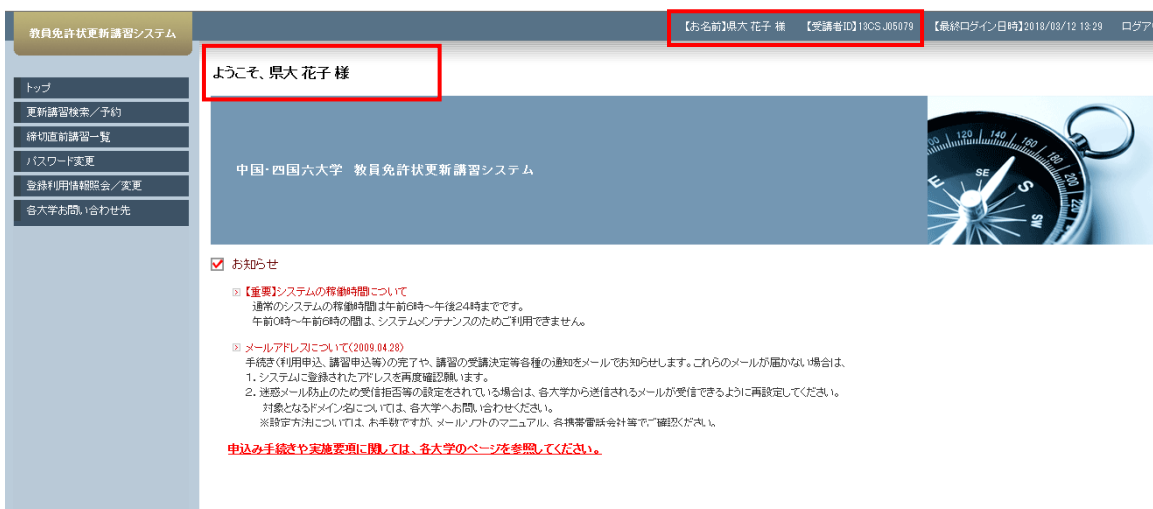 教員免許状更新講習システム
【お名前】県大 花子 様 【受講者ID】13CSJ05079 【最終ログイン日時】2018/03/12 13:29 ログア
ようこそ、県大 花子 様
トップ
更新講習検索／予約
締切直前講習一覧
パスワード変更
登録利用情報照会／変更
各大学お問い合わせ先
中国・四国六大学 教員免許状更新講習システム
120 140 160 180 200 220
SE S SW
お知らせ
【重要】システムの稼働時間について
通常のシステムの稼働時間は午前6時～午後24時までです。
午前0時～午前6時の間は、システムメンテナンスのためご利用できません。
メールアドレスについて(2009.04.28)
手続き（利用申込、講習申込等）の完了や、講習の受講決定等各種の通知をメールでお知らせします。これらのメールが届かない場合は、
1. システムに登録されたアドレスを再度確認願います。
2. 迷惑メール防止のため受信拒否等の設定をされている場合は、各大学から送信されるメールが受信できるように再設定してください。
対象となるドメイン名については、各大学へお問い合わせください。
※設定方法については、お手数ですが、メールソフトのマニュアル、各携帯電話会社等でご確認ください。
申込み手続きや実施要項に関しては、各大学のページを参照してください。